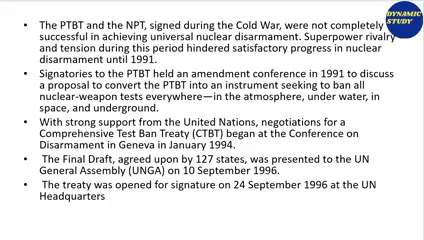 • The PTBT and the NPT, signed during the Cold War, were not completely
successful in achieving universal nuclear disarmament. Superpower rivalry
and tension during this period hindered satisfactory progress in nuclear
disarmament until 1991.
• Signatories to the PTBT held an amendment conference in 1991 to discuss
a proposal to convert the PTBT into an instrument seeking to ban all
nuclear-weapon tests everywhere—in the atmosphere, under water, in
space, and underground.
• With strong support from the United Nations, negotiations for a
Comprehensive Test Ban Treaty (CTBT) began at the Conference on
Disarmament in Geneva in January 1994.
• The Final Draft, agreed upon by 127 states, was presented to the UN
General Assembly (UNGA) on 10 September 1996.
• The treaty was opened for signature on 24 September 1996 at the UN
Headquarters
DYNAMIC
STUDY